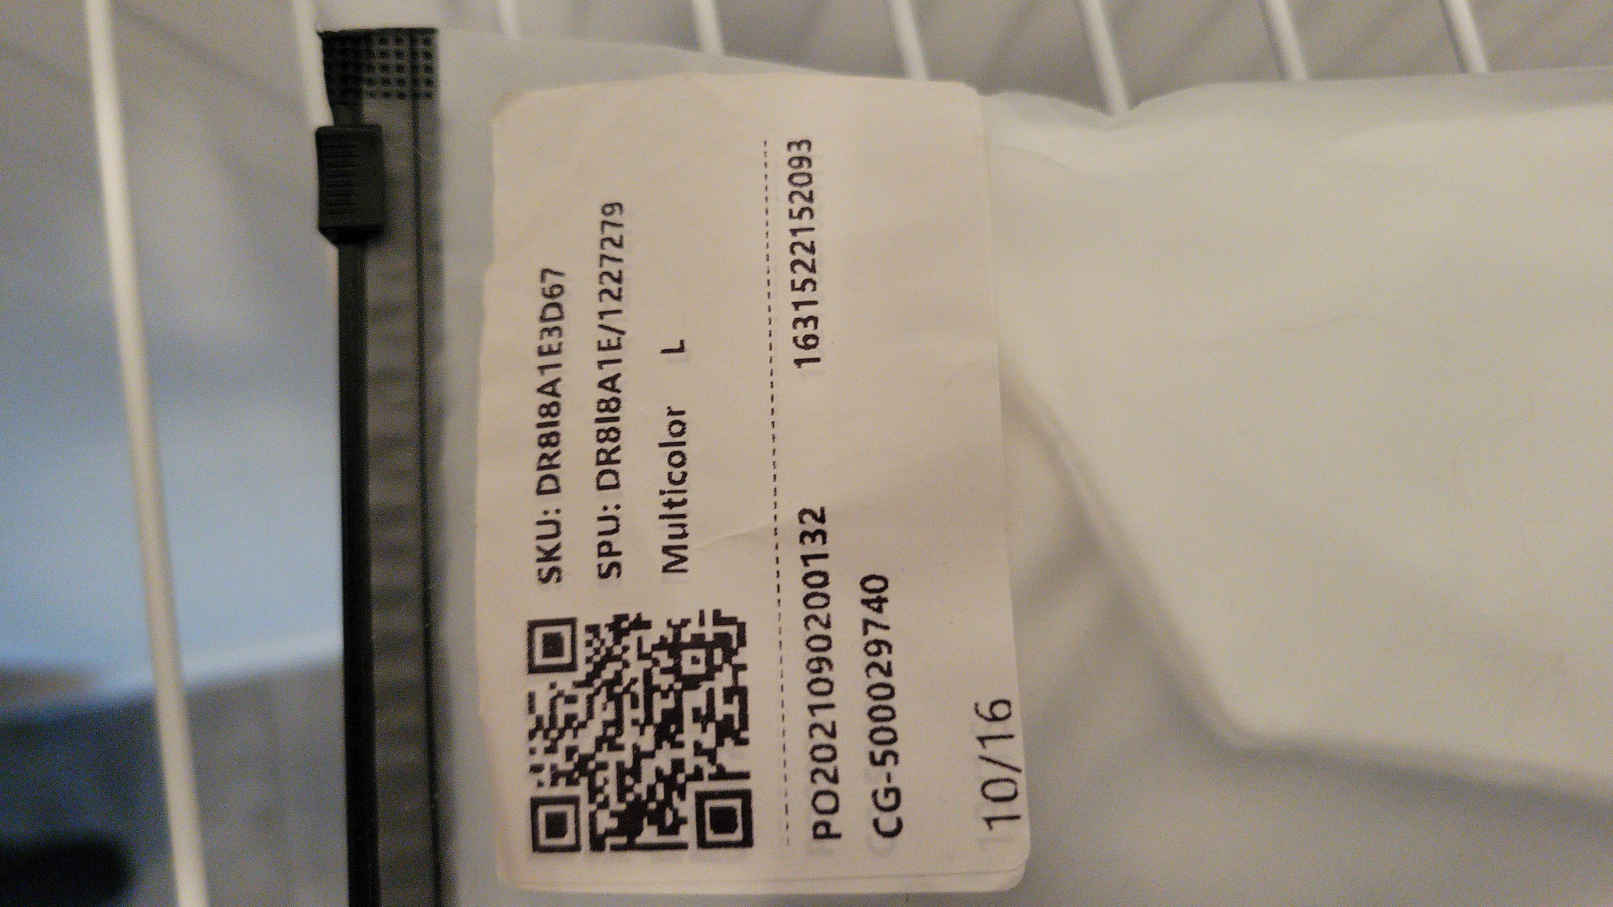 SKU: DR8I8A1E3D67
SPU: DR8I8A1E/1227279
Multicolor L
PO2021090200132 1631522152093
CG-500029740
10/16